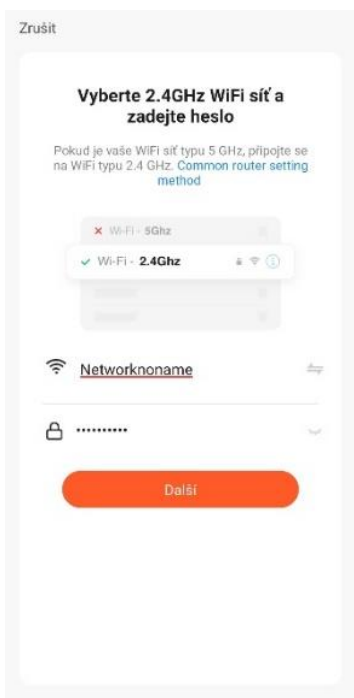 Zrušit
Vyberte 2.4GHz WiFi síť a
zadejte heslo
Pokud je vaše WiFi síť typu 5 GHz, připojte se
na WiFi typu 2.4 GHz. Common router setting
method
Wi-Fi - 5Ghz
Wi-Fi - 2.4Ghz
Networknoname
••••••••••
Další